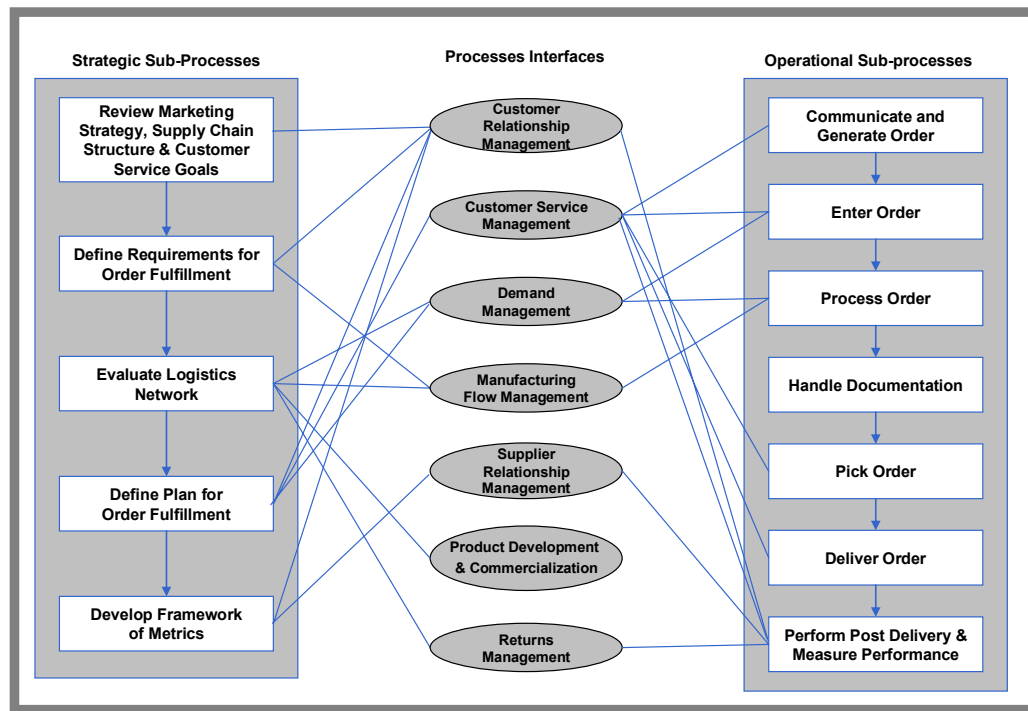 Strategic Sub-Processes
Review Marketing
Strategy, Supply Chain
Structure & Customer
Service Goals
Define Requirements for
Order Fulfillment
Evaluate Logistics
Network
Define Plan for
Order Fulfillment
Develop Framework
of Metrics
Processes Interfaces
Customer
Relationship
Management
Customer Service
Management
Demand
Management
Manufacturing
Flow Management
Supplier
Relationship
Management
Product Development
& Commercialization
Returns
Management
Operational Sub-processes
Communicate and
Generate Order
Enter Order
Process Order
Handle Documentation
Pick Order
Deliver Order
Perform Post Delivery &
Measure Performance